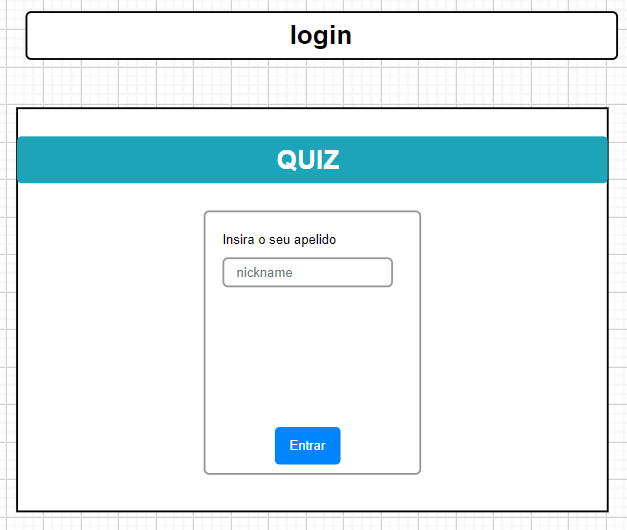 login
QUIZ
Insira o seu apelido
nickname
Entrar